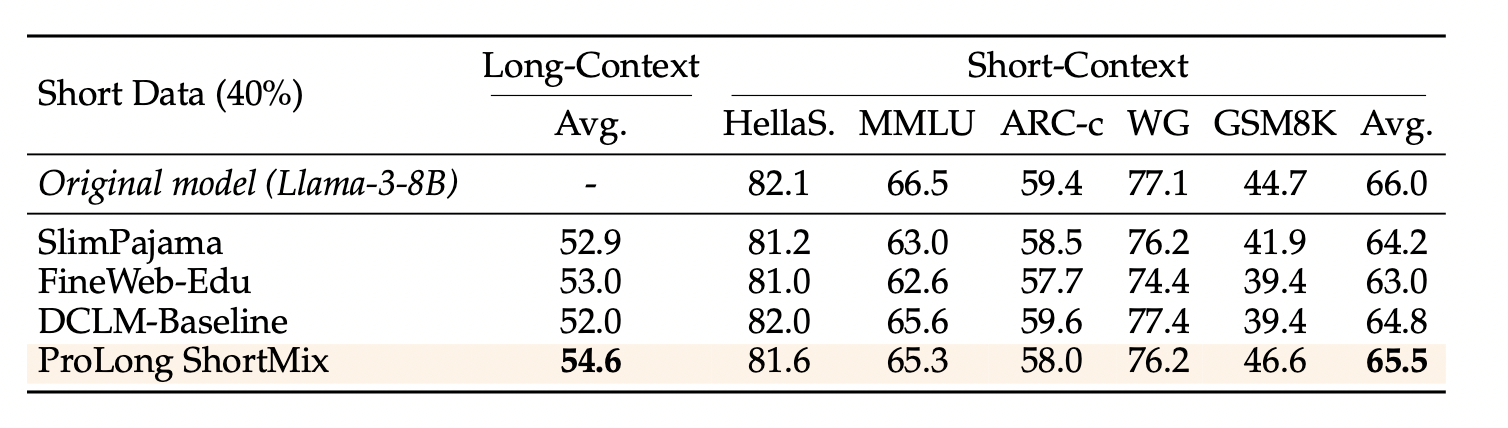 Short Data (40%) Long-Context Short-Context
Avg. HellaS. MMLU ARC-c WG GSM8K Avg.
Original model (Llama-3-8B) - 82.1 66.5 59.4 77.1 44.7 66.0
SlimPajama 52.9 81.2 63.0 58.5 76.2 41.9 64.2
FineWeb-Edu 53.0 81.0 62.6 57.7 74.4 39.4 63.0
DCLM-Baseline 52.0 82.0 65.6 59.6 77.4 39.4 64.8
ProLong ShortMix 54.6 81.6 65.3 58.0 76.2 46.6 65.5